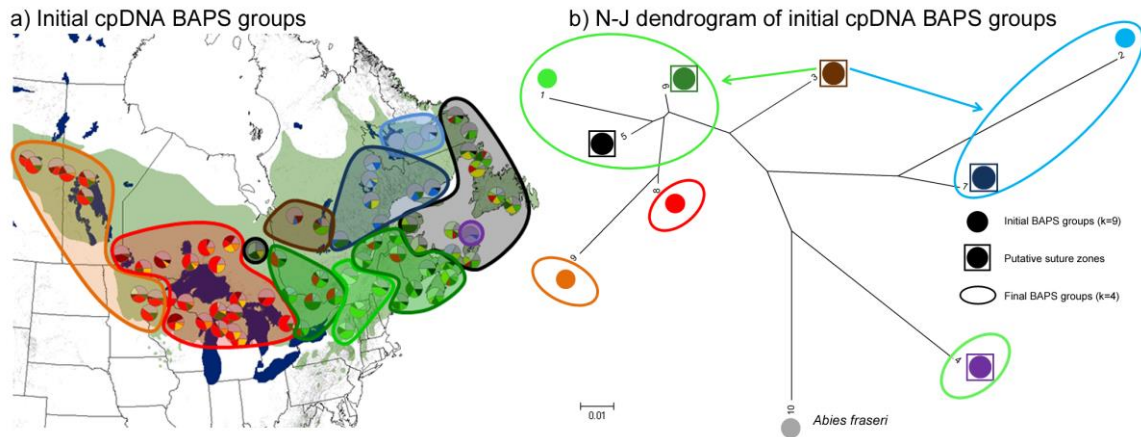 a) Initial cpDNA BAPS groups
b) N-J dendrogram of initial cpDNA BAPS groups
1
6
5
3
2
8
7
9
Initial BAPS groups (k=9)
Putative suture zones
Final BAPS groups (k=4)
4
0.01
10
Abies fraseri